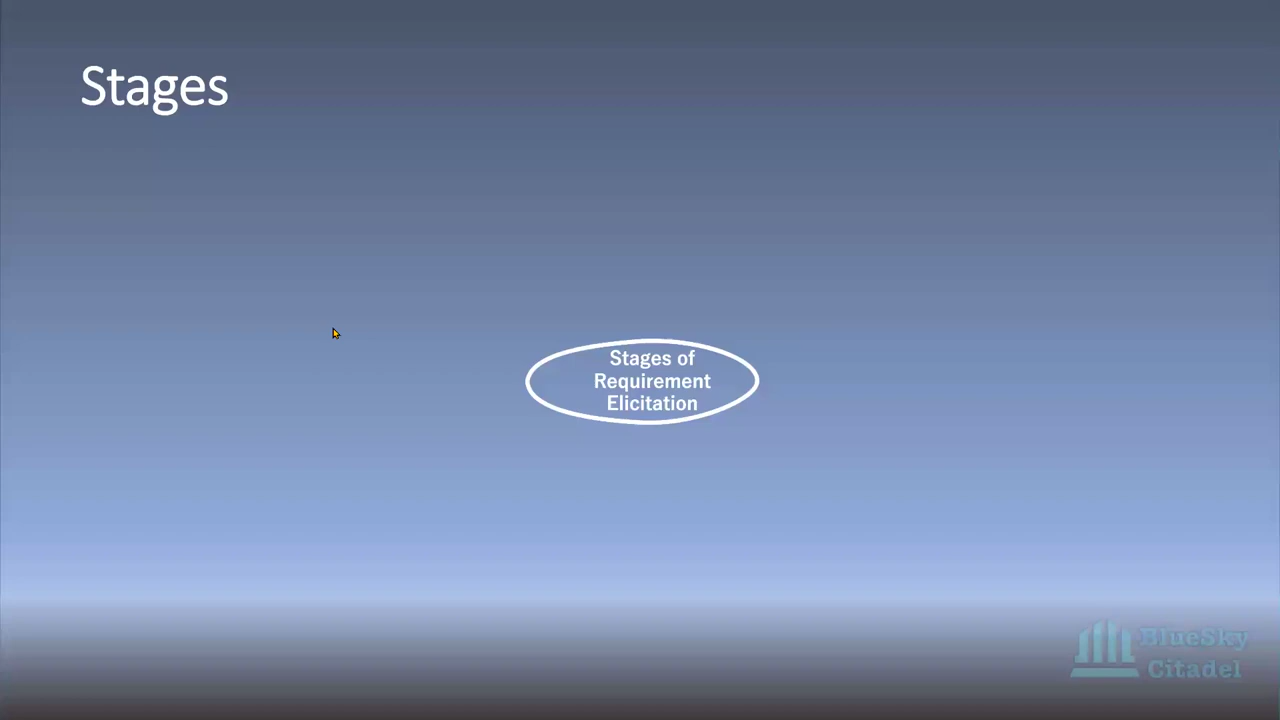 Stages
Stages of
Requirement
Elicitation
BlueSky
Citadel